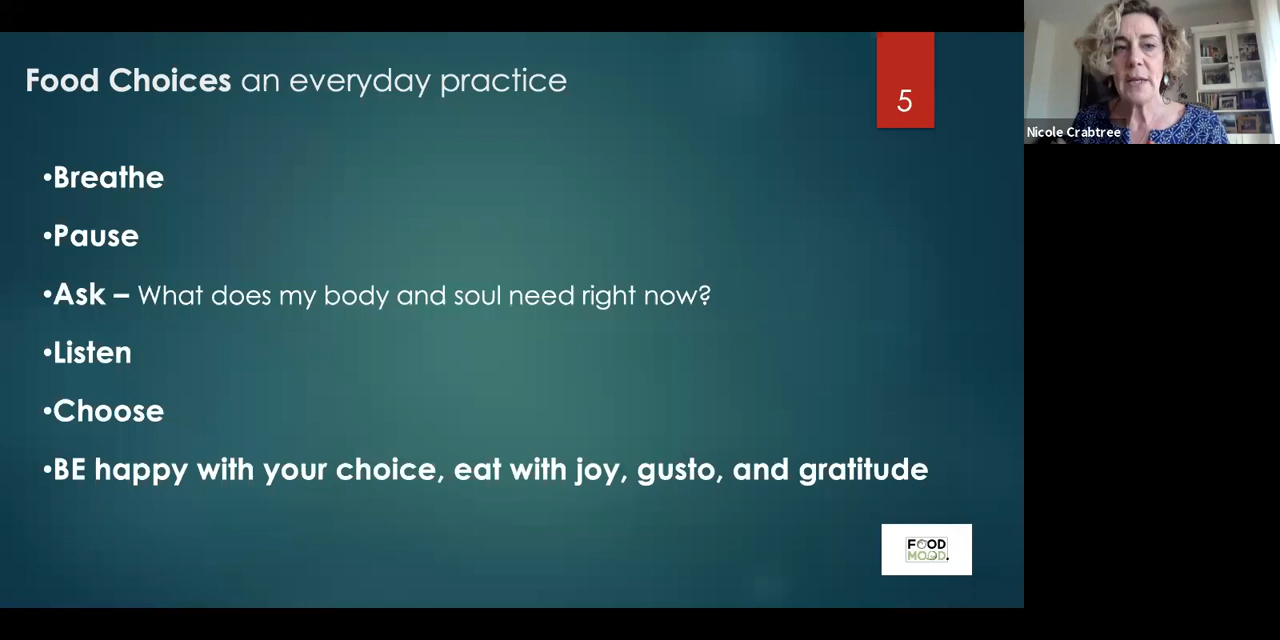 Food Choices an everyday practice
5
Nicole Crabtree
•Breathe
•Pause
•Ask – What does my body and soul need right now?
•Listen
•Choose
•BE happy with your choice, eat with joy, gusto, and gratitude
FOOD
MOOD.